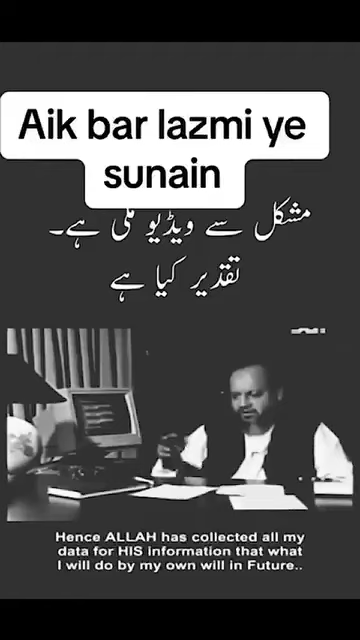 Aik bar lazmi ye
sunain
مشکل سے ویڈیو ملی ہے۔
تقدیر کیا ہے
Hence ALLAH has collected all my
data for HIS information that what
I will do by my own will in Future..